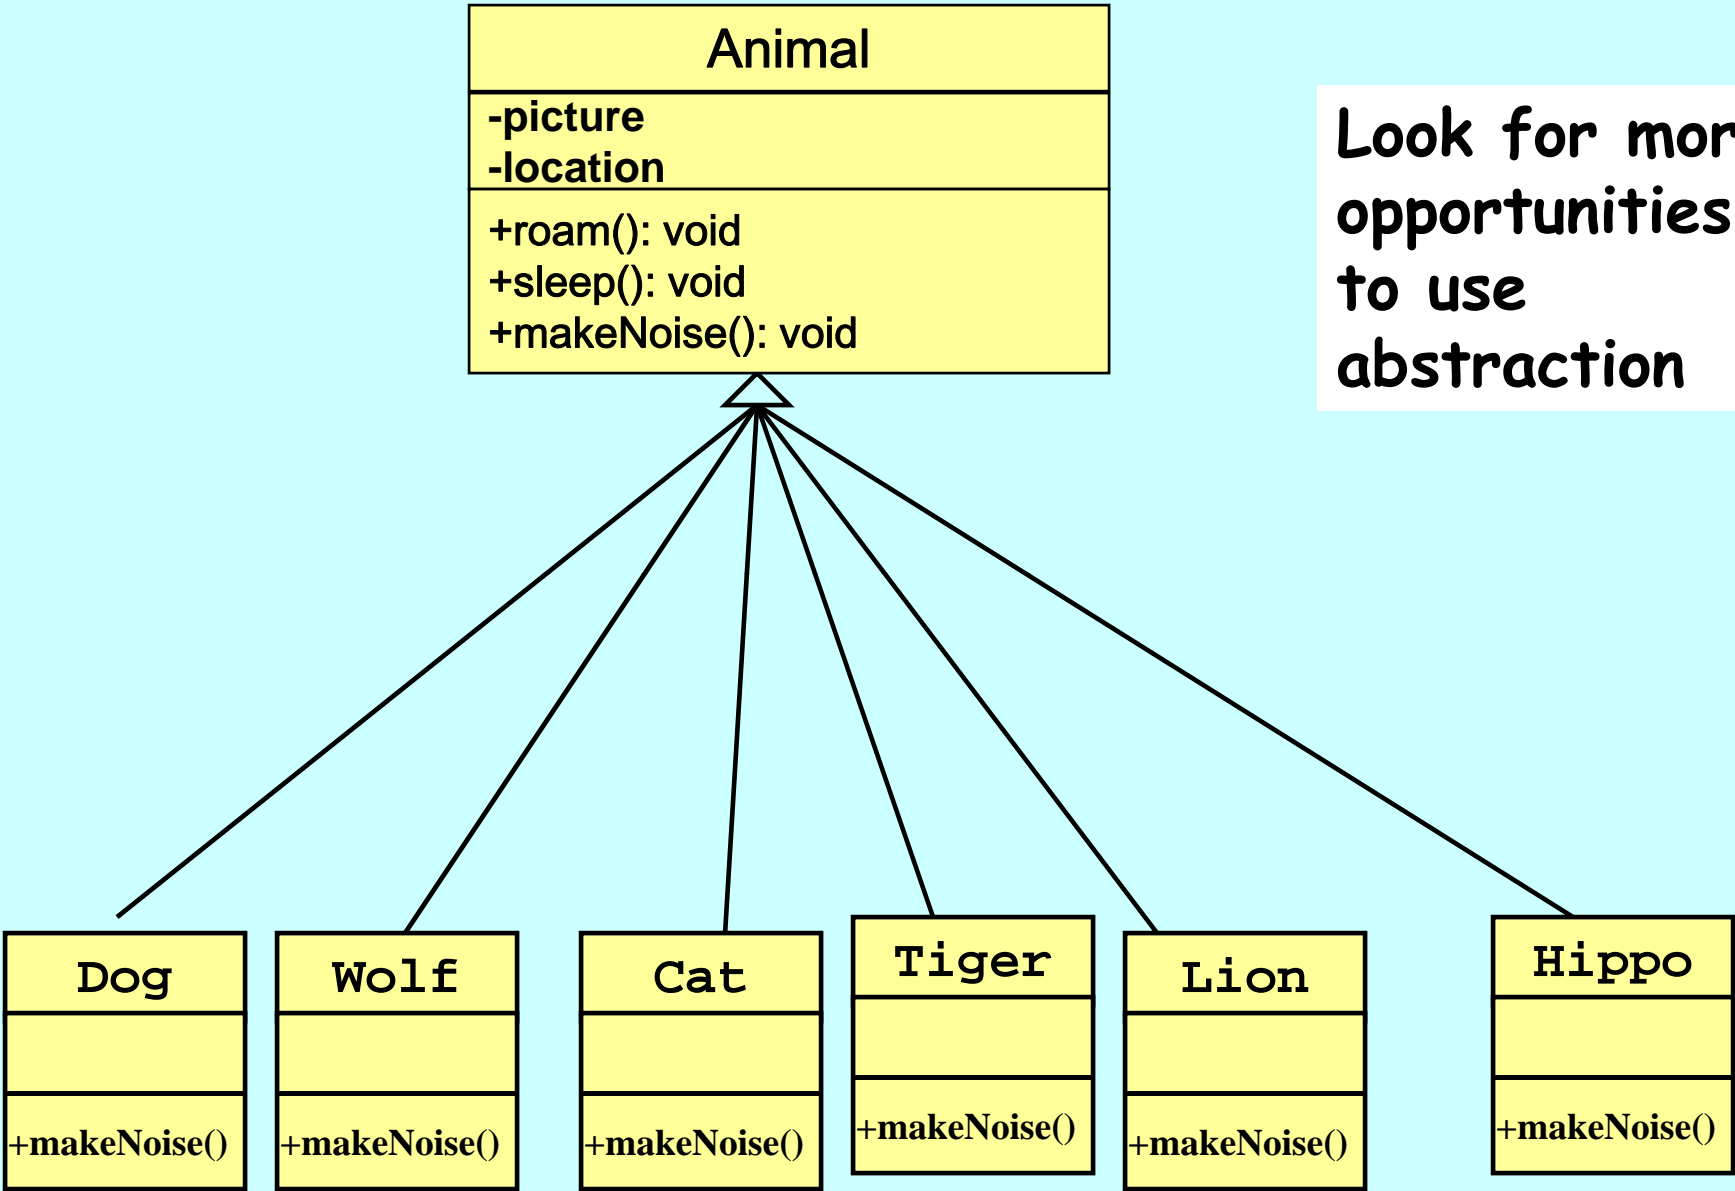 Animal
-picture
-location
+roam(): void
+sleep(): void
+makeNoise(): void
Look for
opportunities
to use
abstraction
Dog
+makeNoise()
Wolf
+makeNoise()
Cat
+makeNoise()
Tiger
+makeNoise()
Lion
+makeNoise()
Hippo
+makeNoise()